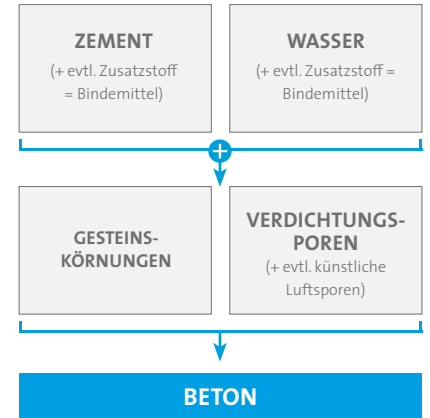 ZEMENT
(+ evtl. Zusatzstoff
= Bindemittel)
WASSER
(+ evtl. Zusatzstoff =
Bindemittel)
+
GESTEINS-
KÖRNUNGEN
VERDICHTUNGS-
POREN
(+ evtl. künstliche
Luftsporen)
BETON